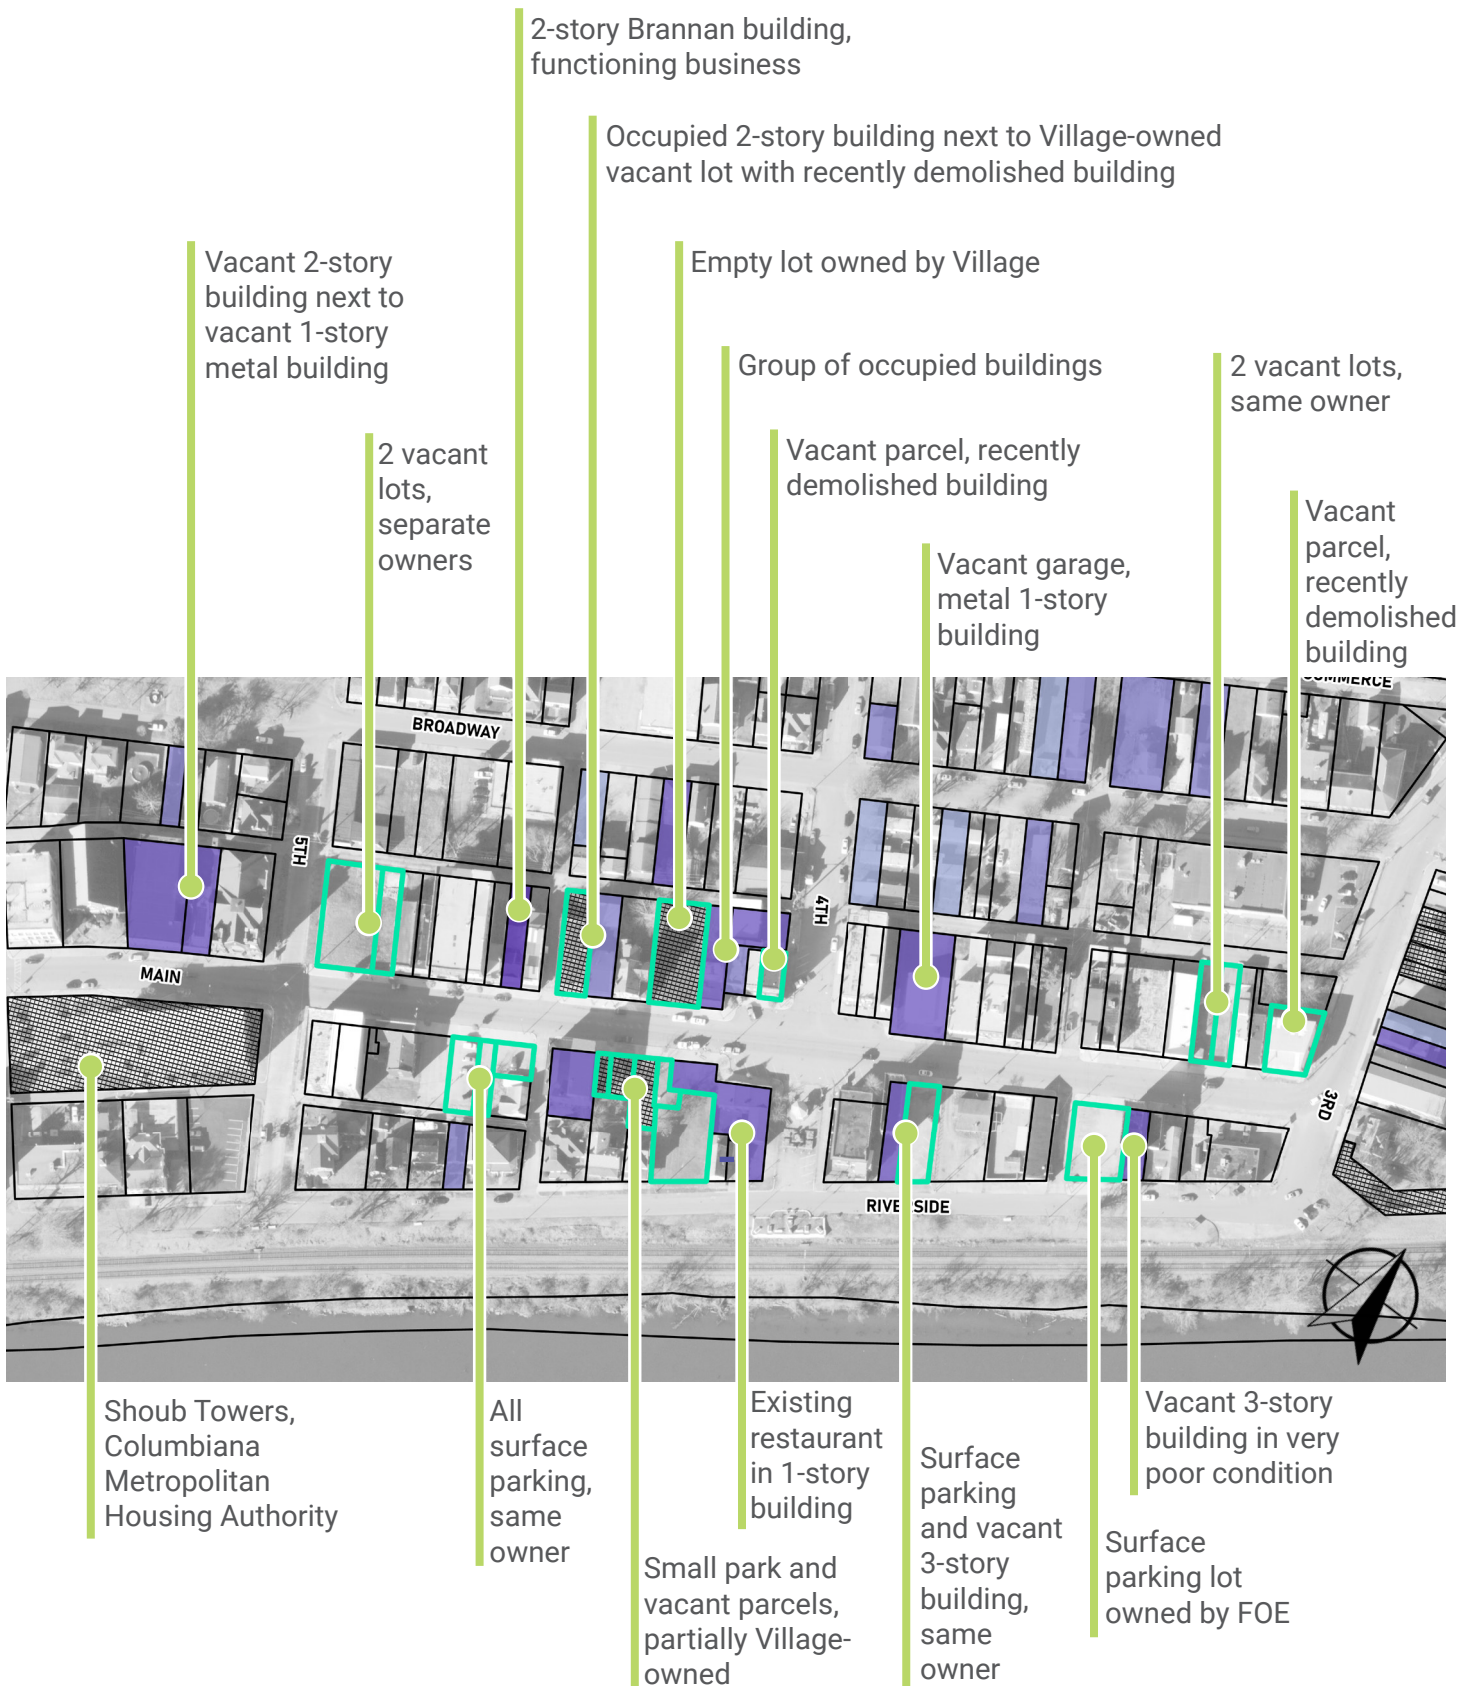 2-story Brannan building,
functioning business
Occupied 2-story building next to Village-owned
vacant lot with recently demolished building
Vacant 2-story
building next to
vacant 1-story
metal building
Empty lot owned by Village
Group of occupied buildings
2 vacant lots,
same owner
2 vacant
lots,
separate
owners
Vacant parcel, recently
demolished building
Vacant
parcel,
recently
demolished
building
Vacant garage,
metal 1-story
building
COMMERCE
BROADWAY
5TH
4TH
MAIN
3RD
RIVERSIDE
Shoub Towers,
Columbiana
Metropolitan
Housing Authority
All
surface
parking,
same
owner
Existing
restaurant
in 1-story
building
Vacant 3-story
building in very
poor condition
Surface
parking
and vacant
3-story
building,
same
owner
Surface
parking lot
owned by FOE
Small park and
vacant parcels,
partially Village-
owned